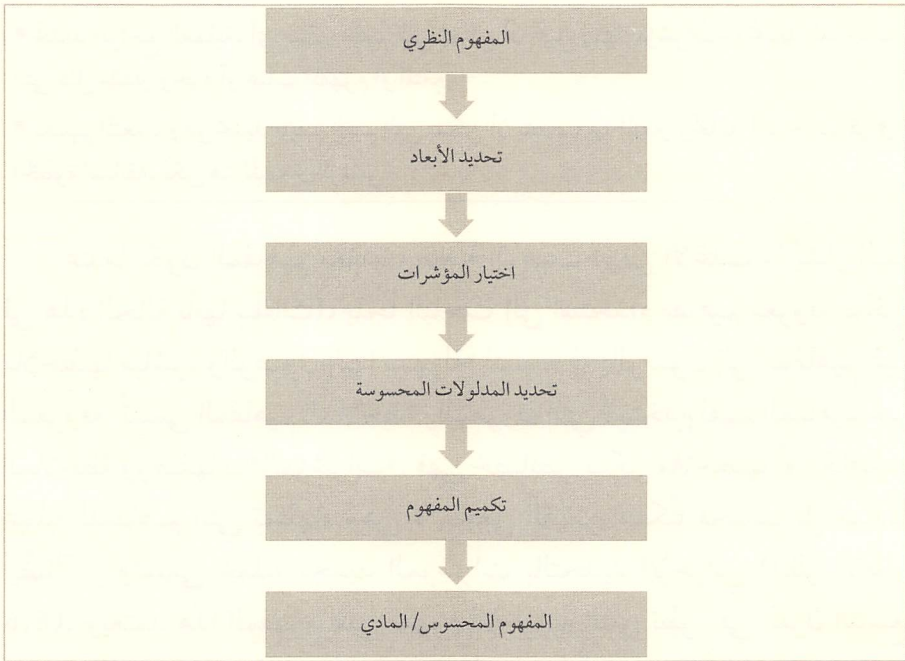 المفهوم النظري
تحديد الأبعاد
اختيار المؤشرات
تحديد المدلولات المحسوسة
تكميم المفهوم
المفهوم المحسوس/ المادي